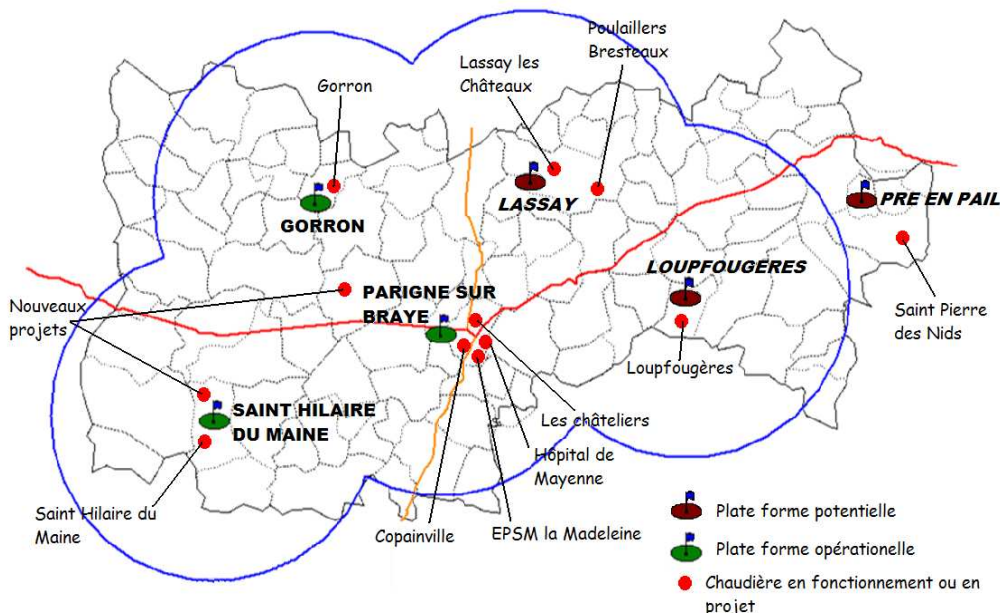 Poulaillers
Bresteaux
Lassay les
Châteaux
Gorron
LASSAY
PRE EN PAIL
GORRON
LOUPFOUGERES
PARIGNE SUR
BRAYE
Nouveaux
projets
Saint Pierre
des Nids
Loupfougères
SAINT HILAIRE
DU MAINE
Les châteliers
Hôpital de
Mayenne
Saint Hilaire du
Maine
Copainville
EPSM la Madeleine
Plate forme potentielle
Plate forme opérationelle
Chaudière en fonctionnement ou en
projet